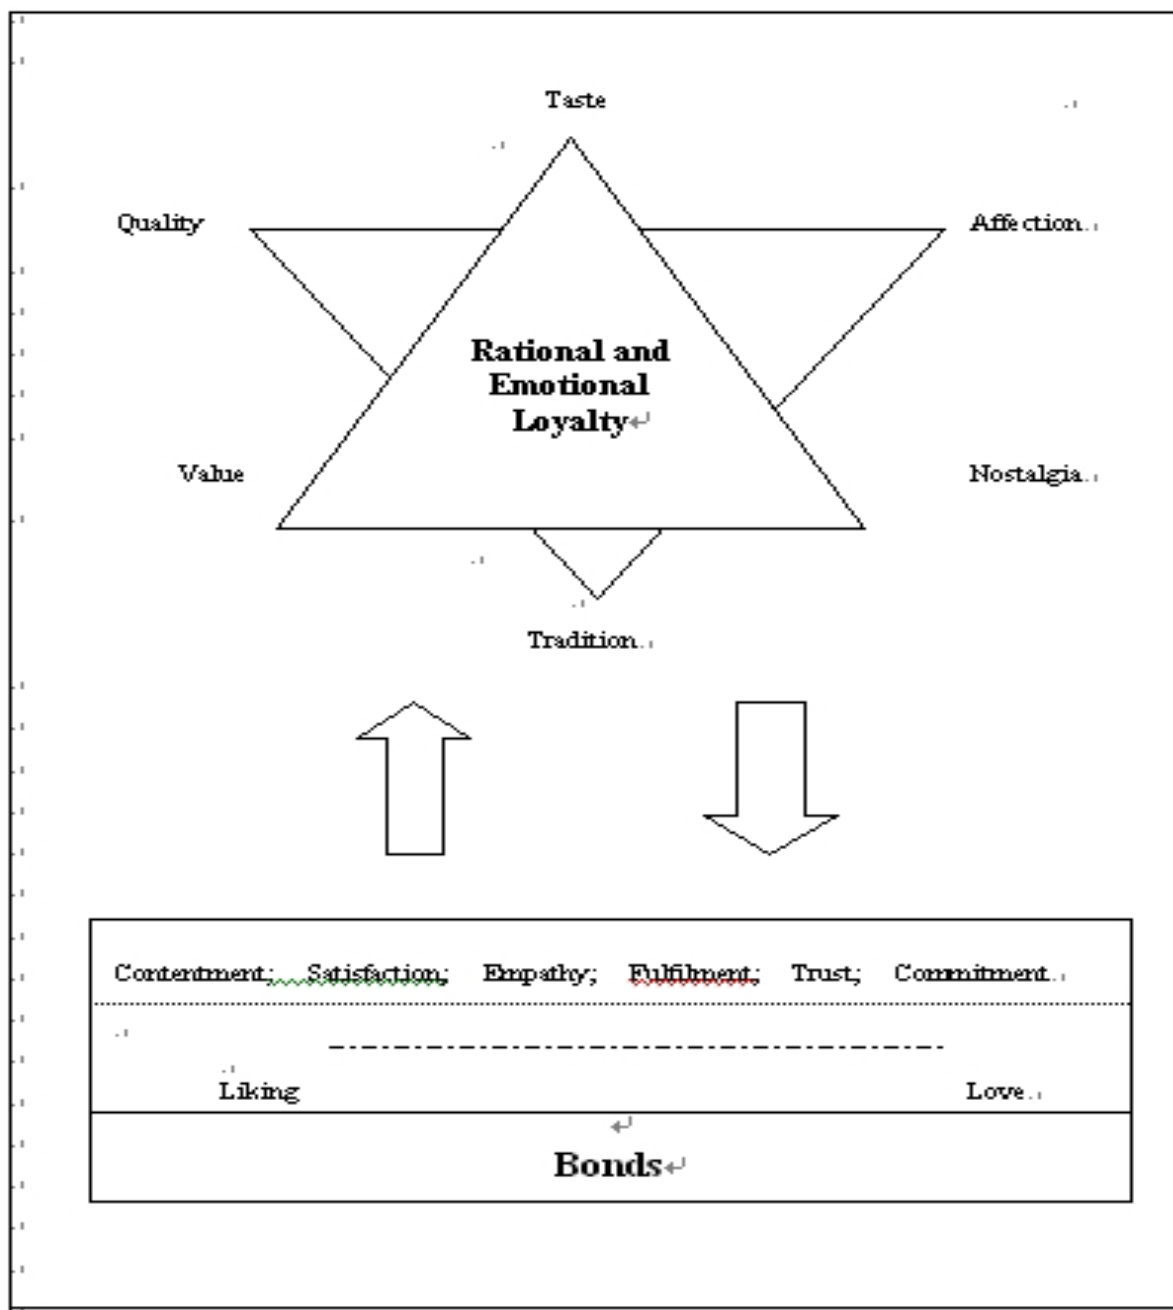 Taste
Quality
Affection
Rational and
Emotional
Loyalty
Value
Nostalgia
Tradition
Contentment; Satisfaction; Empathy; Fulfilment; Trust; Commitment
Liking
Love
Bonds